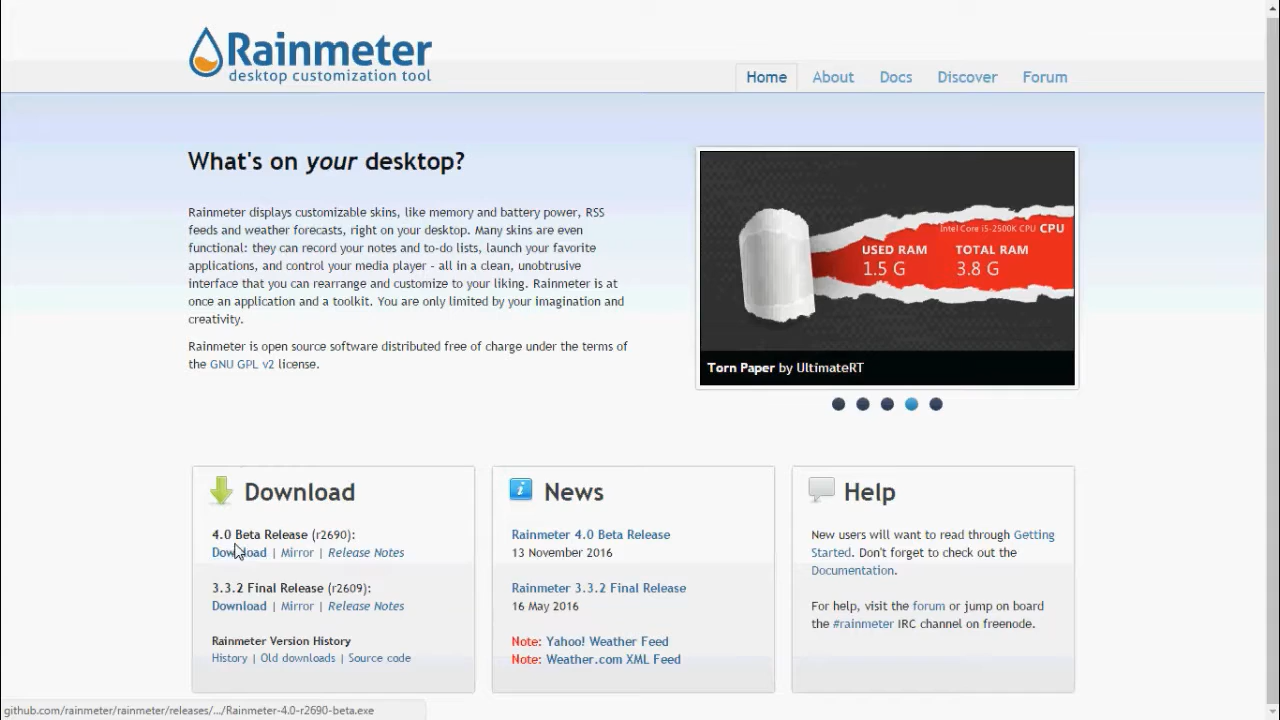 Rainmeter
desktop customization tool
Home
About
Docs
Discover
Forum
What's on your desktop?
Rainmeter displays customizable skins, like memory and battery power, RSS
feeds and weather forecasts, right on your desktop. Many skins are even
functional: they can record your notes and to-do lists, launch your favorite
applications, and control your media player - all in a clean, unobtrusive
interface that you can rearrange and customize to your liking. Rainmeter is at
once an application and a toolkit. You are only limited by your imagination and
creativity.
Rainmeter is open source software distributed free of charge under the terms of
the GNU GPL v2 license.
Intel Core i5-2500K CPU CPU
USED RAM TOTAL RAM
1.5 G 3.8 G
Torn Paper by UltimateRT
Download
4.0 Beta Release (r2690):
Download | Mirror | Release Notes
3.3.2 Final Release (r2609):
Download | Mirror | Release Notes
Rainmeter Version History
History | Old downloads | Source code
News
Rainmeter 4.0 Beta Release
13 November 2016
Rainmeter 3.3.2 Final Release
16 May 2016
Note: Yahoo! Weather Feed
Note: Weather.com XML Feed
Help
New users will want to read through Getting
Started. Don't forget to check out the
Documentation.
For help, visit the forum or jump on board
the #rainmeter IRC channel on freenode.
github.com/rainmeter/rainmeter/releases/.../Rainmeter-4.0-r2690-beta.exe